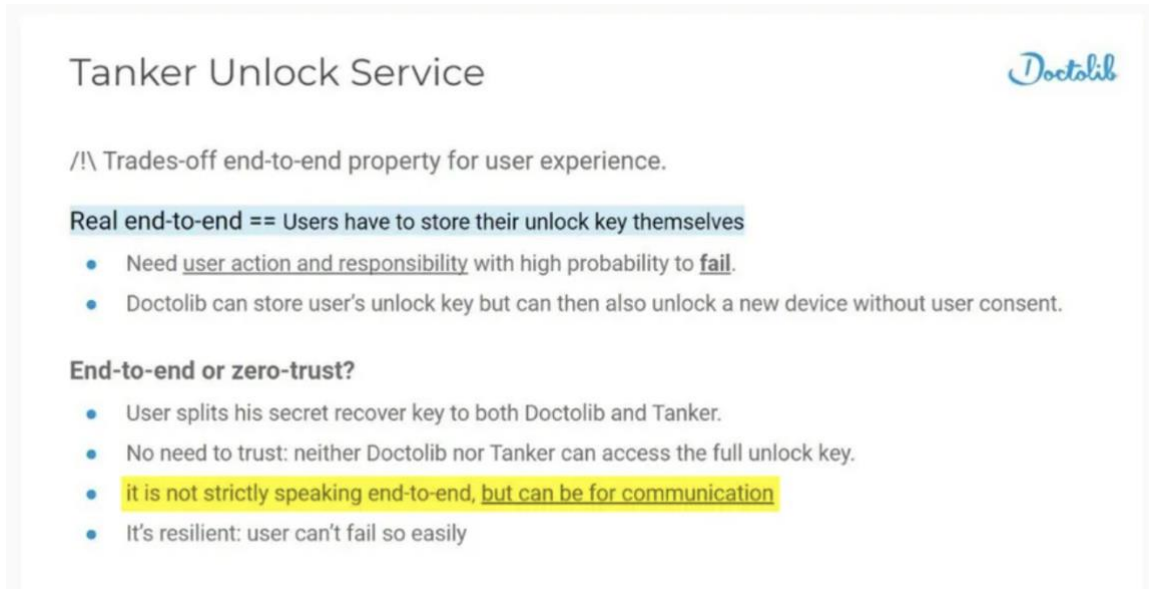 Tanker Unlock Service
Doctolib
/!\ Trades-off end-to-end property for user experience.
Real end-to-end == Users have to store their unlock key themselves
• Need user action and responsibility with high probability to fail.
• Doctolib can store user's unlock key but can then also unlock a new device without user consent.
End-to-end or zero-trust?
• User splits his secret recover key to both Doctolib and Tanker.
• No need to trust: neither Doctolib nor Tanker can access the full unlock key.
• it is not strictly speaking end-to-end, but can be for communication
• It's resilient: user can't fail so easily